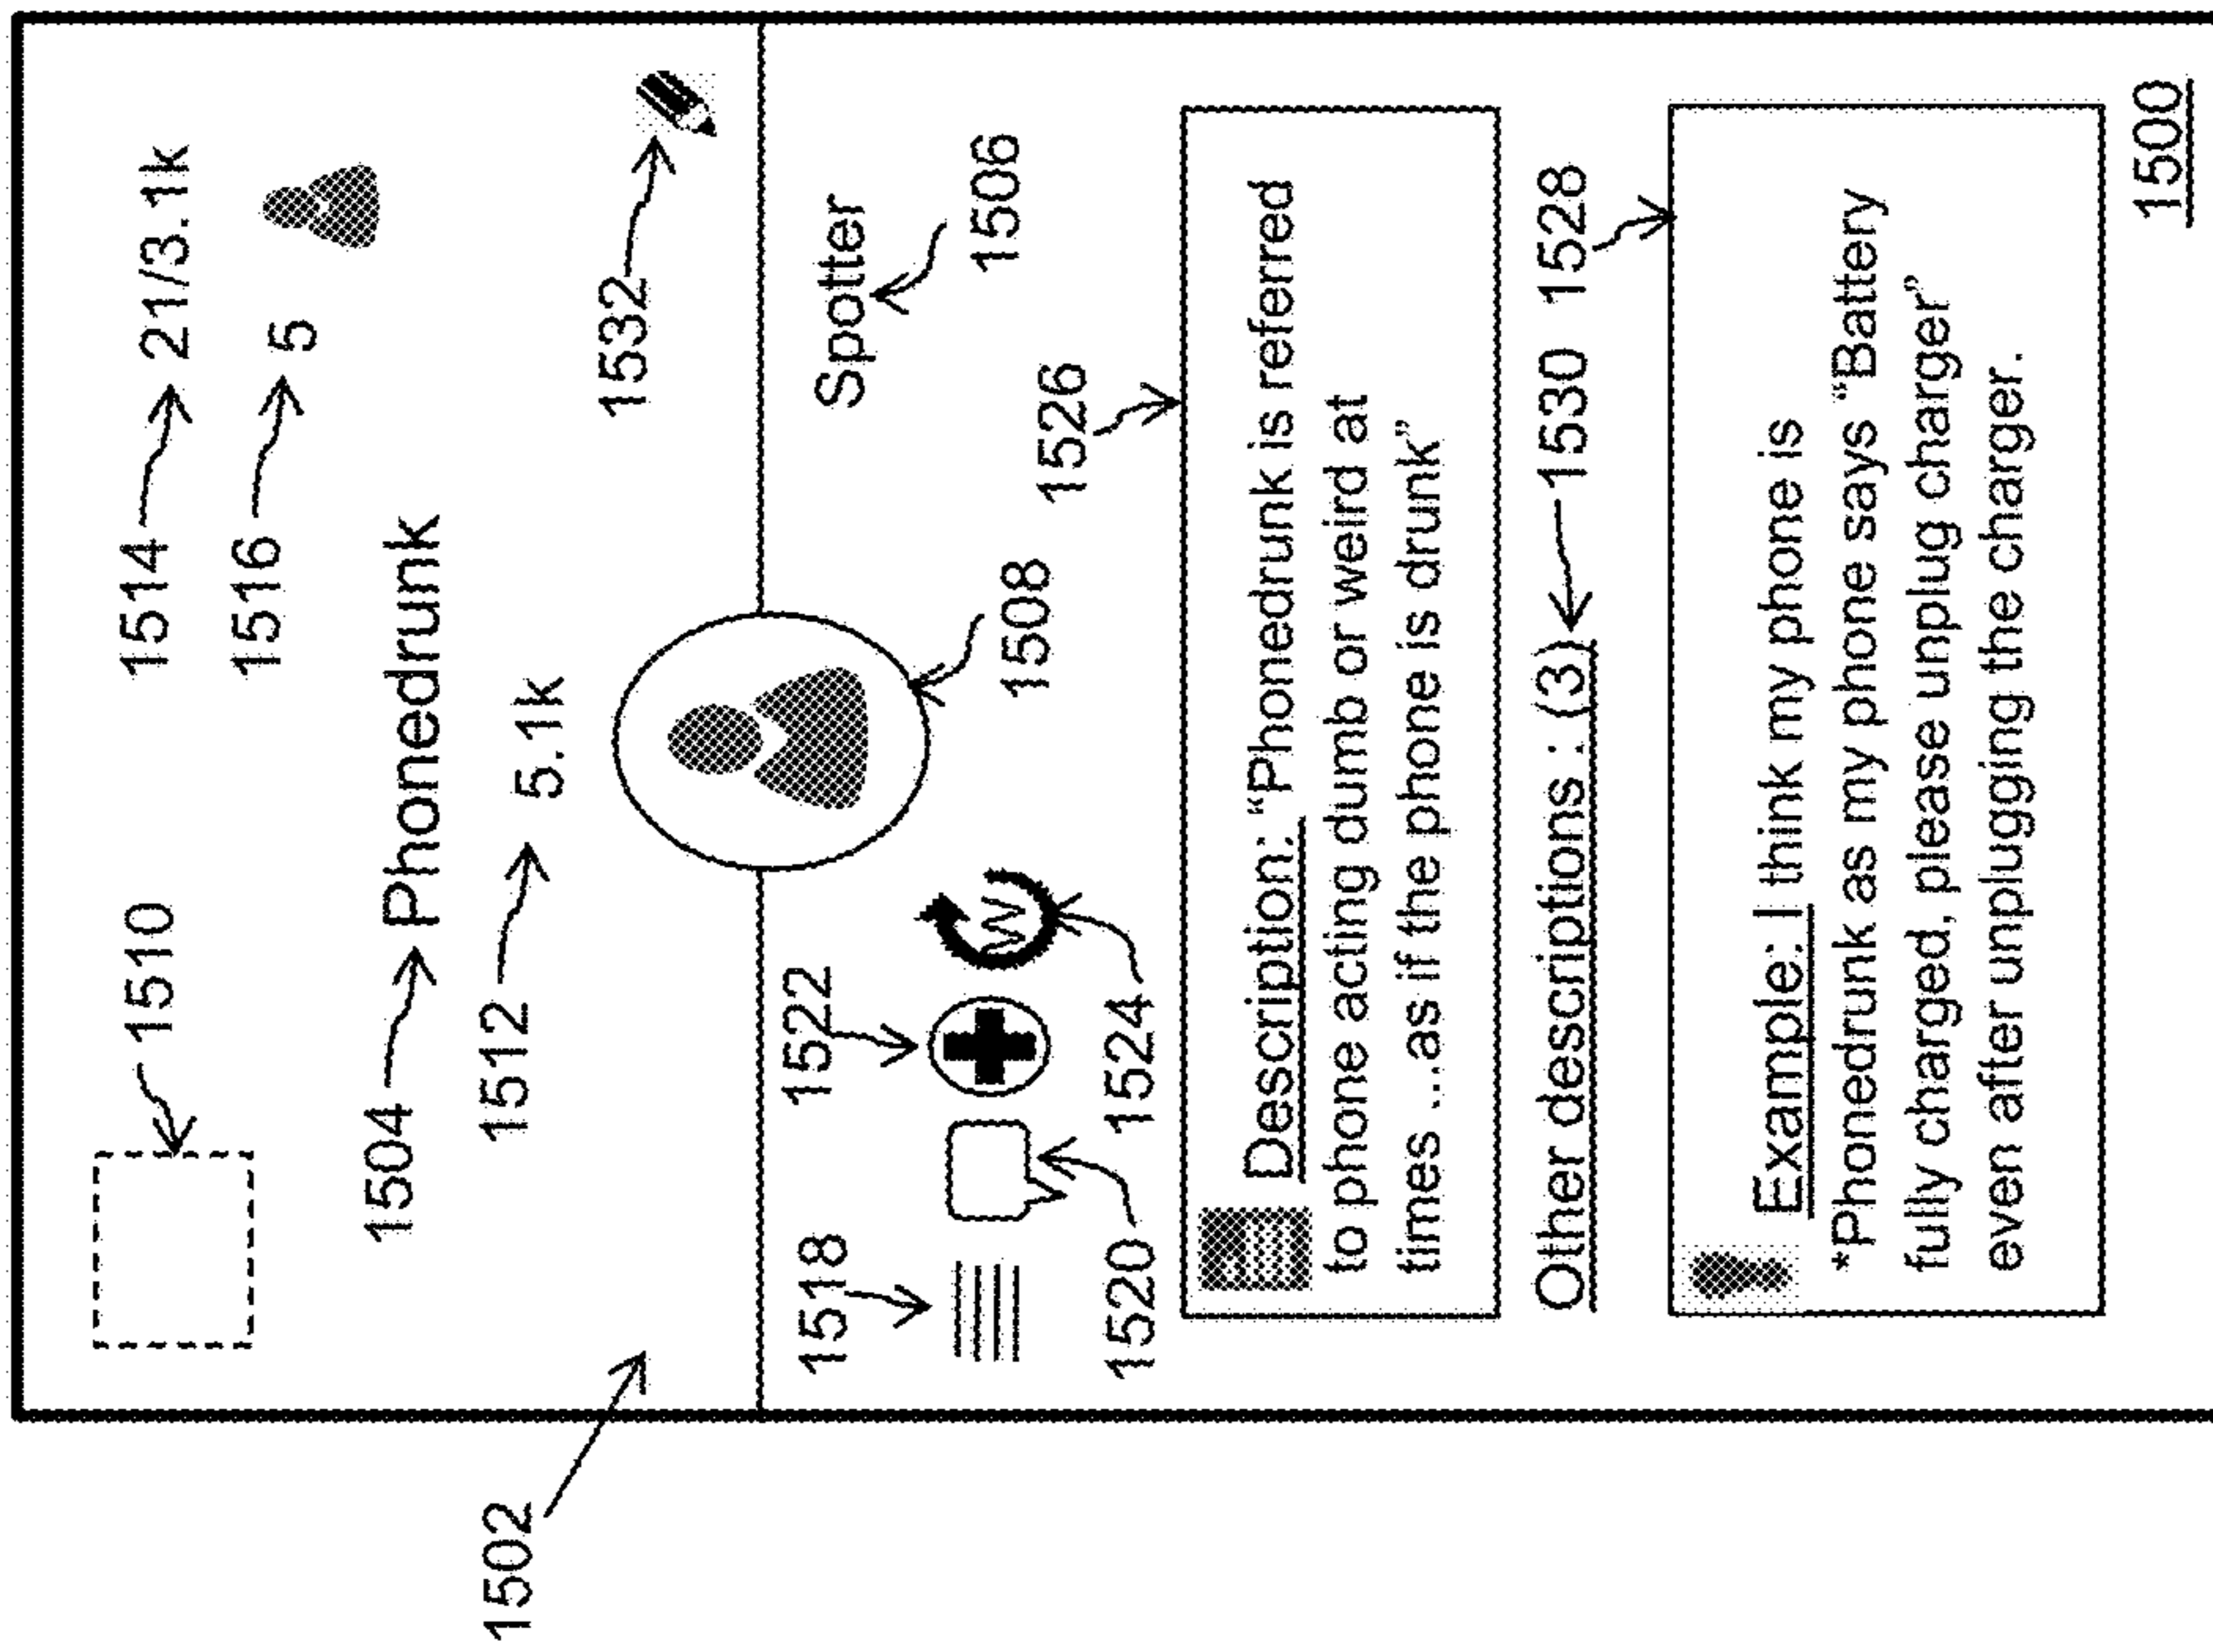 1510
1514 21/3.1k
1516 5
1504 Phonedrunk
1512 5.1k
1502
1532
1508
Spotter
1506
1518
1522
1520
1524
W
1526
Description: “Phonedrunk is referred
to phone acting dumb or weird at
times ...as if the phone is drunk”
Other descriptions : (3) 1530
1528
Example: I think my phone is
*Phonedrunk as my phone says “Battery
fully charged, please unplug charger”
even after unplugging the charger.
1500